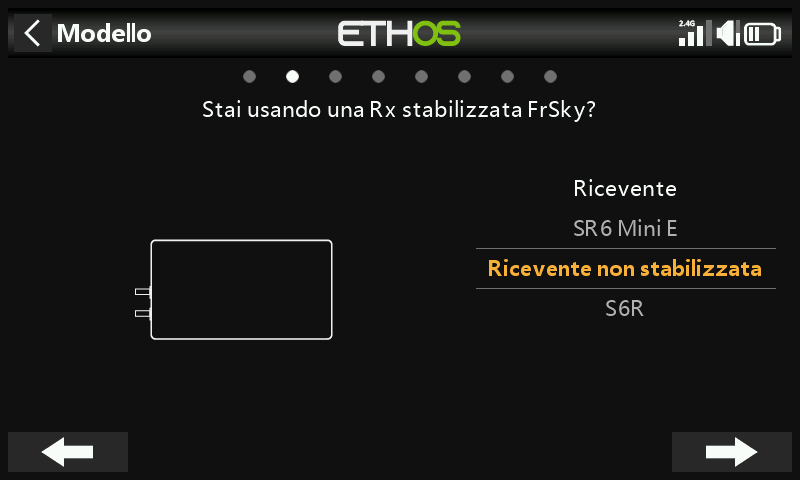 Modello
ETHOS
2.4G
Stai usando una Rx stabilizzata FrSky?
Ricevente
SR6 Mini E
Ricevente non stabilizzata
S6R